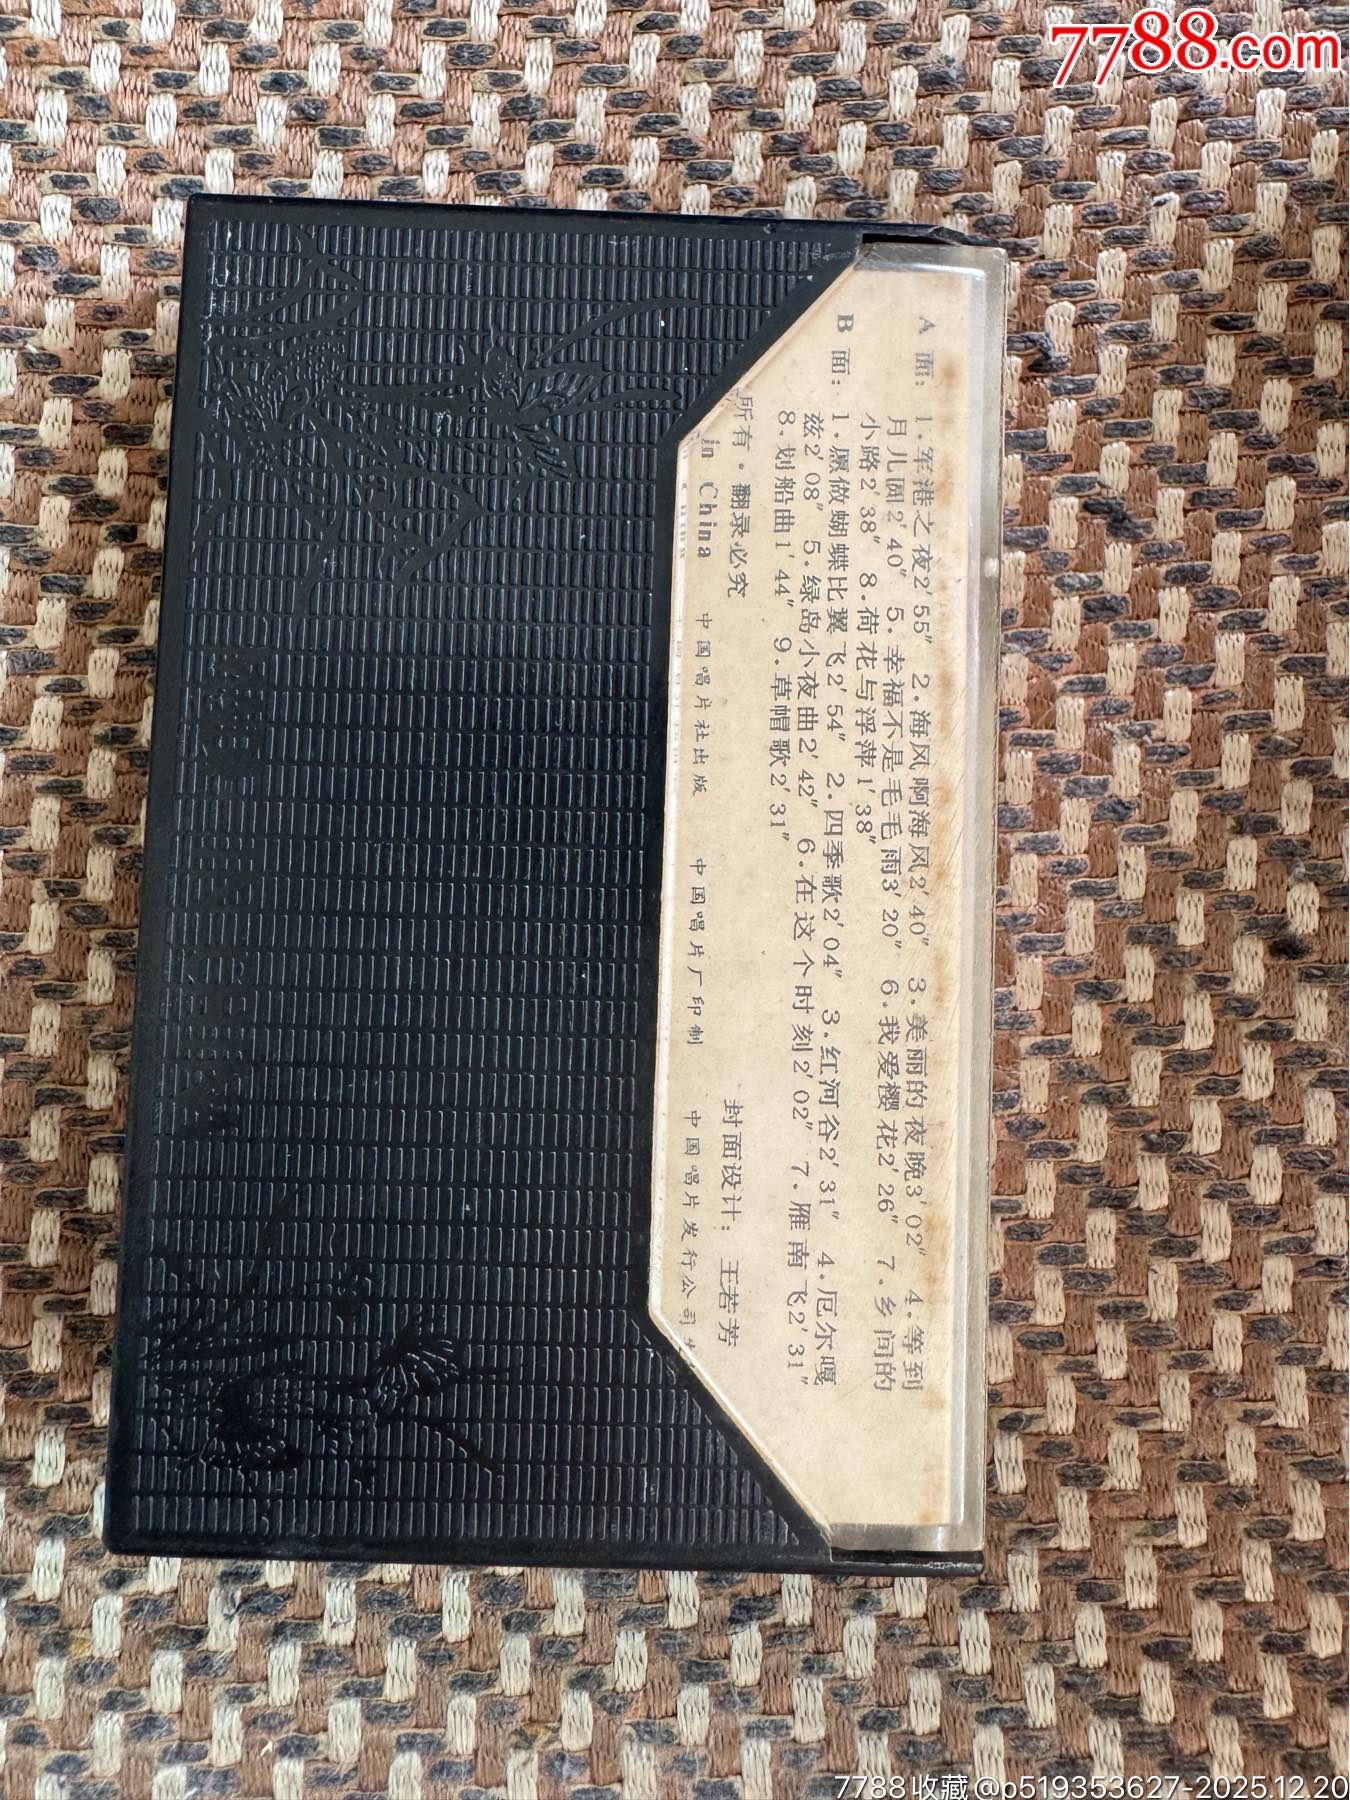 7788.com
A 面: 1.军港之夜2′55″ 2.海风啊海风2′40″ 3.美丽的夜晚3′02″ 4.等到
月儿圆2′40″ 5.幸福不是毛毛雨3′20″ 6.我爱樱花2′26″ 7.乡间的
小路2′38″ 8.荷花与浮萍1′38″
B 面: 1.愿做蝴蝶比翼飞2′54″ 2.四季歌2′04″ 3.红河谷2′31″ 4.厄尔嘎
兹2′08″ 5.绿岛小夜曲2′42″ 6.在这个时刻2′02″ 7.雁南飞2′31″
8.划船曲1′44″ 9.草帽歌2′31″
所有·翻录必究 封面设计: 王若芳
in China 中国唱片社出版 中国唱片厂印制 中国唱片发行公司
7788收藏@p519353627-2025.12.20